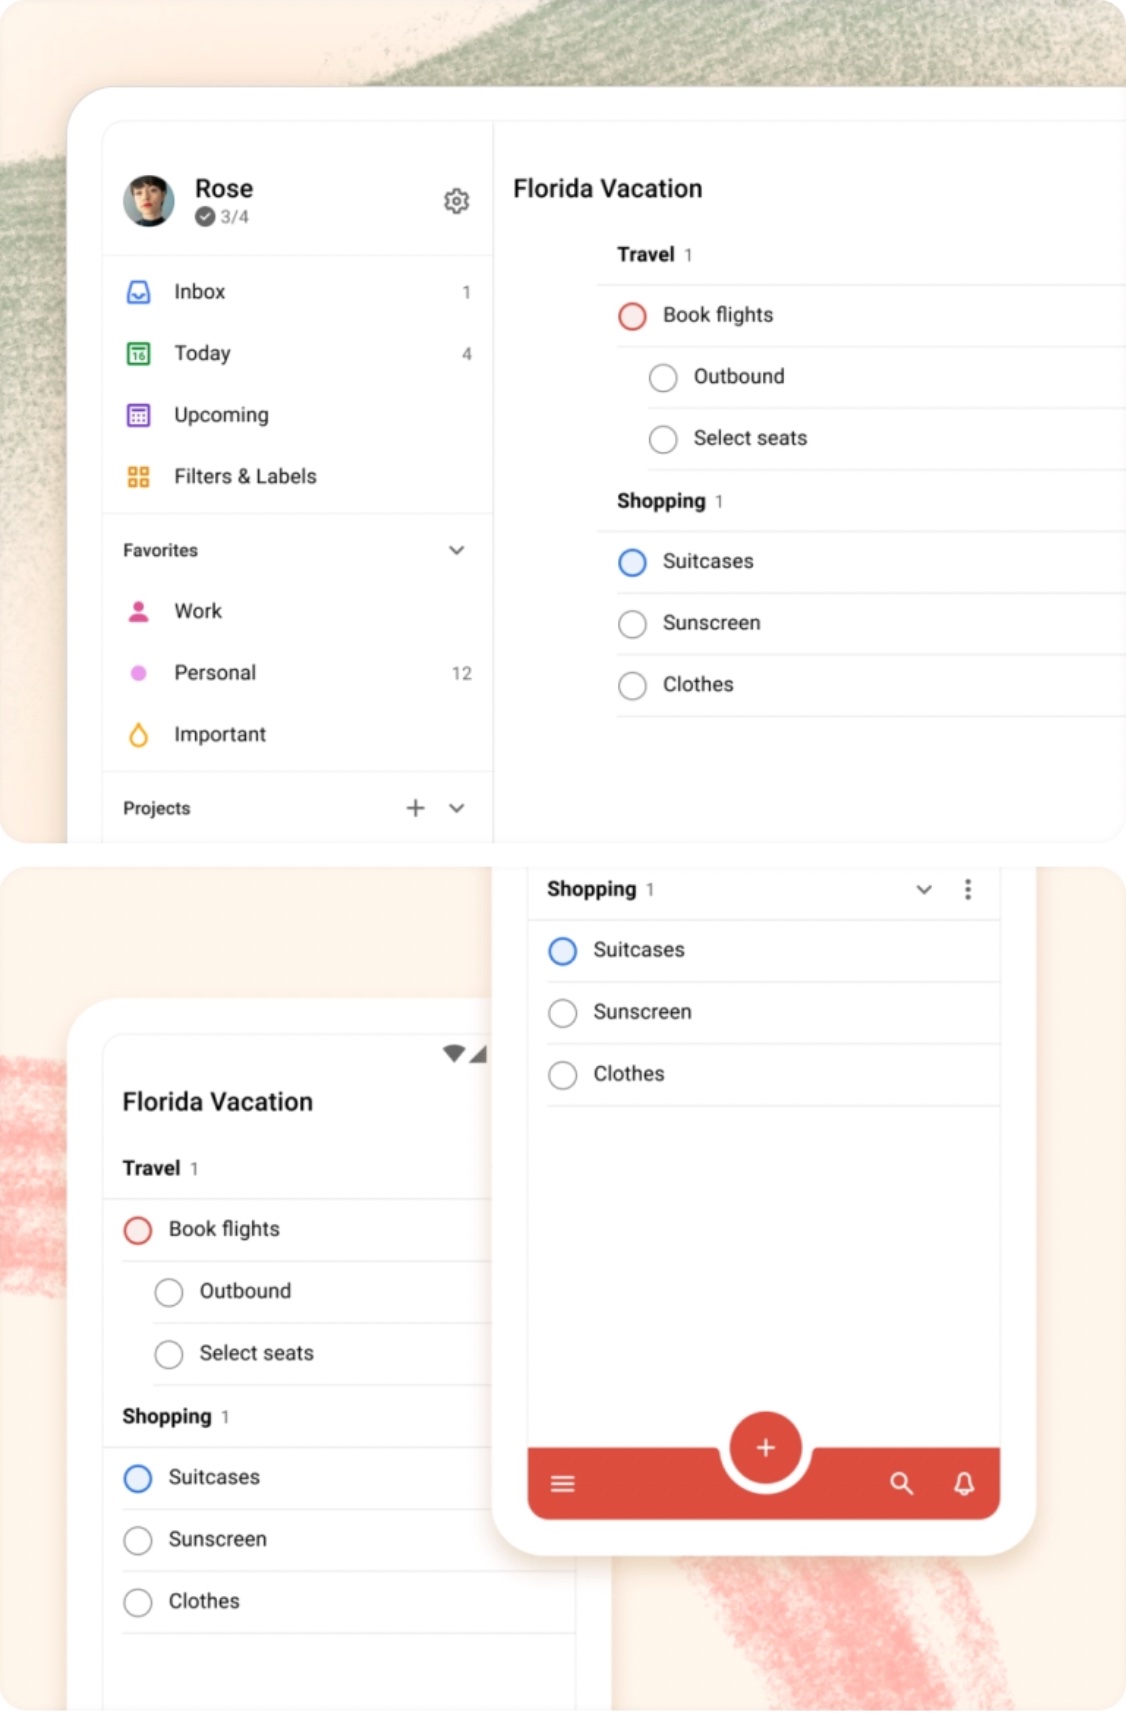 Rose
3/4
Inbox 1
16
Today 4
Upcoming
Filters & Labels
Favorites
Work
Personal 12
Important
Projects
Florida Vacation
Travel 1
Book flights
Outbound
Select seats
Shopping 1
Suitcases
Sunscreen
Clothes
Florida Vacation
Travel 1
Book flights
Outbound
Select seats
Shopping 1
Suitcases
Sunscreen
Clothes
Shopping 1
Suitcases
Sunscreen
Clothes